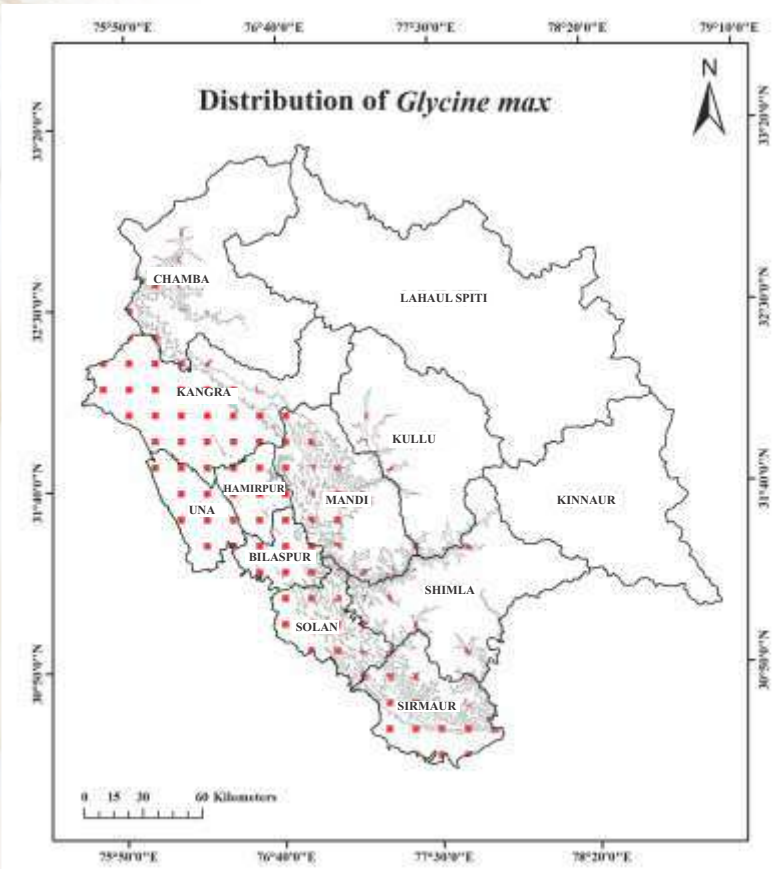 75°50'0"E 76°40'0"E 77°30'0"E 78°20'0"E 79°10'0"E
N
Distribution of Glycine max
33°20'0"N 33°20'0"N
CHAMBA
LAHAUL SPITI
32°30'0"N 32°30'0"N
KANGRA
KULLU
HAMIRPUR
MANDI
KINNAUR
31°40'0"N 31°40'0"N
UNA
BILASPUR
SHIMLA
SOLAN
30°50'0"N 30°50'0"N
SIRMAUR
0 15 30 60 Kilometers
75°50'0"E 76°40'0"E 77°30'0"E 78°20'0"E